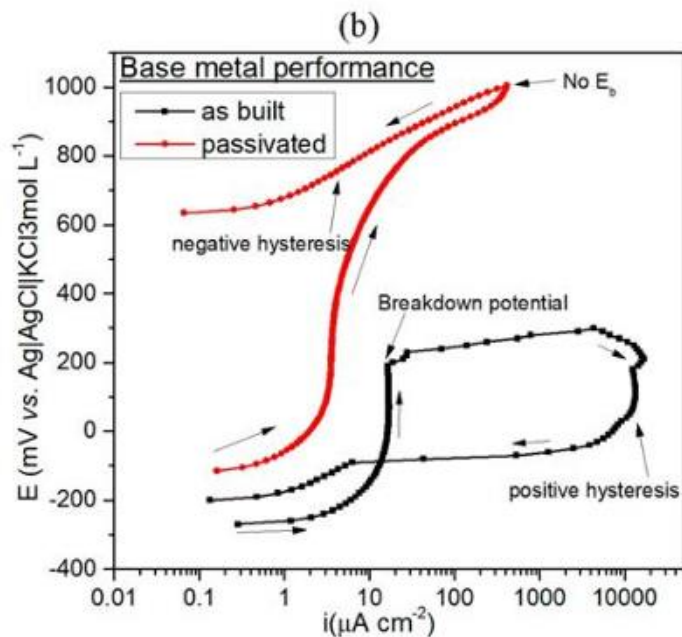 (b)
Base metal performance
as built
passivated
No E_b
negative hysteresis
Breakdown potential
positive hysteresis
E (mV vs. Ag|AgCl|KCl3mol L^-1)
1000
800
600
400
200
0
-200
-400
0.01 0.1 1 10 100 1000 10000
i(μA cm^-2)